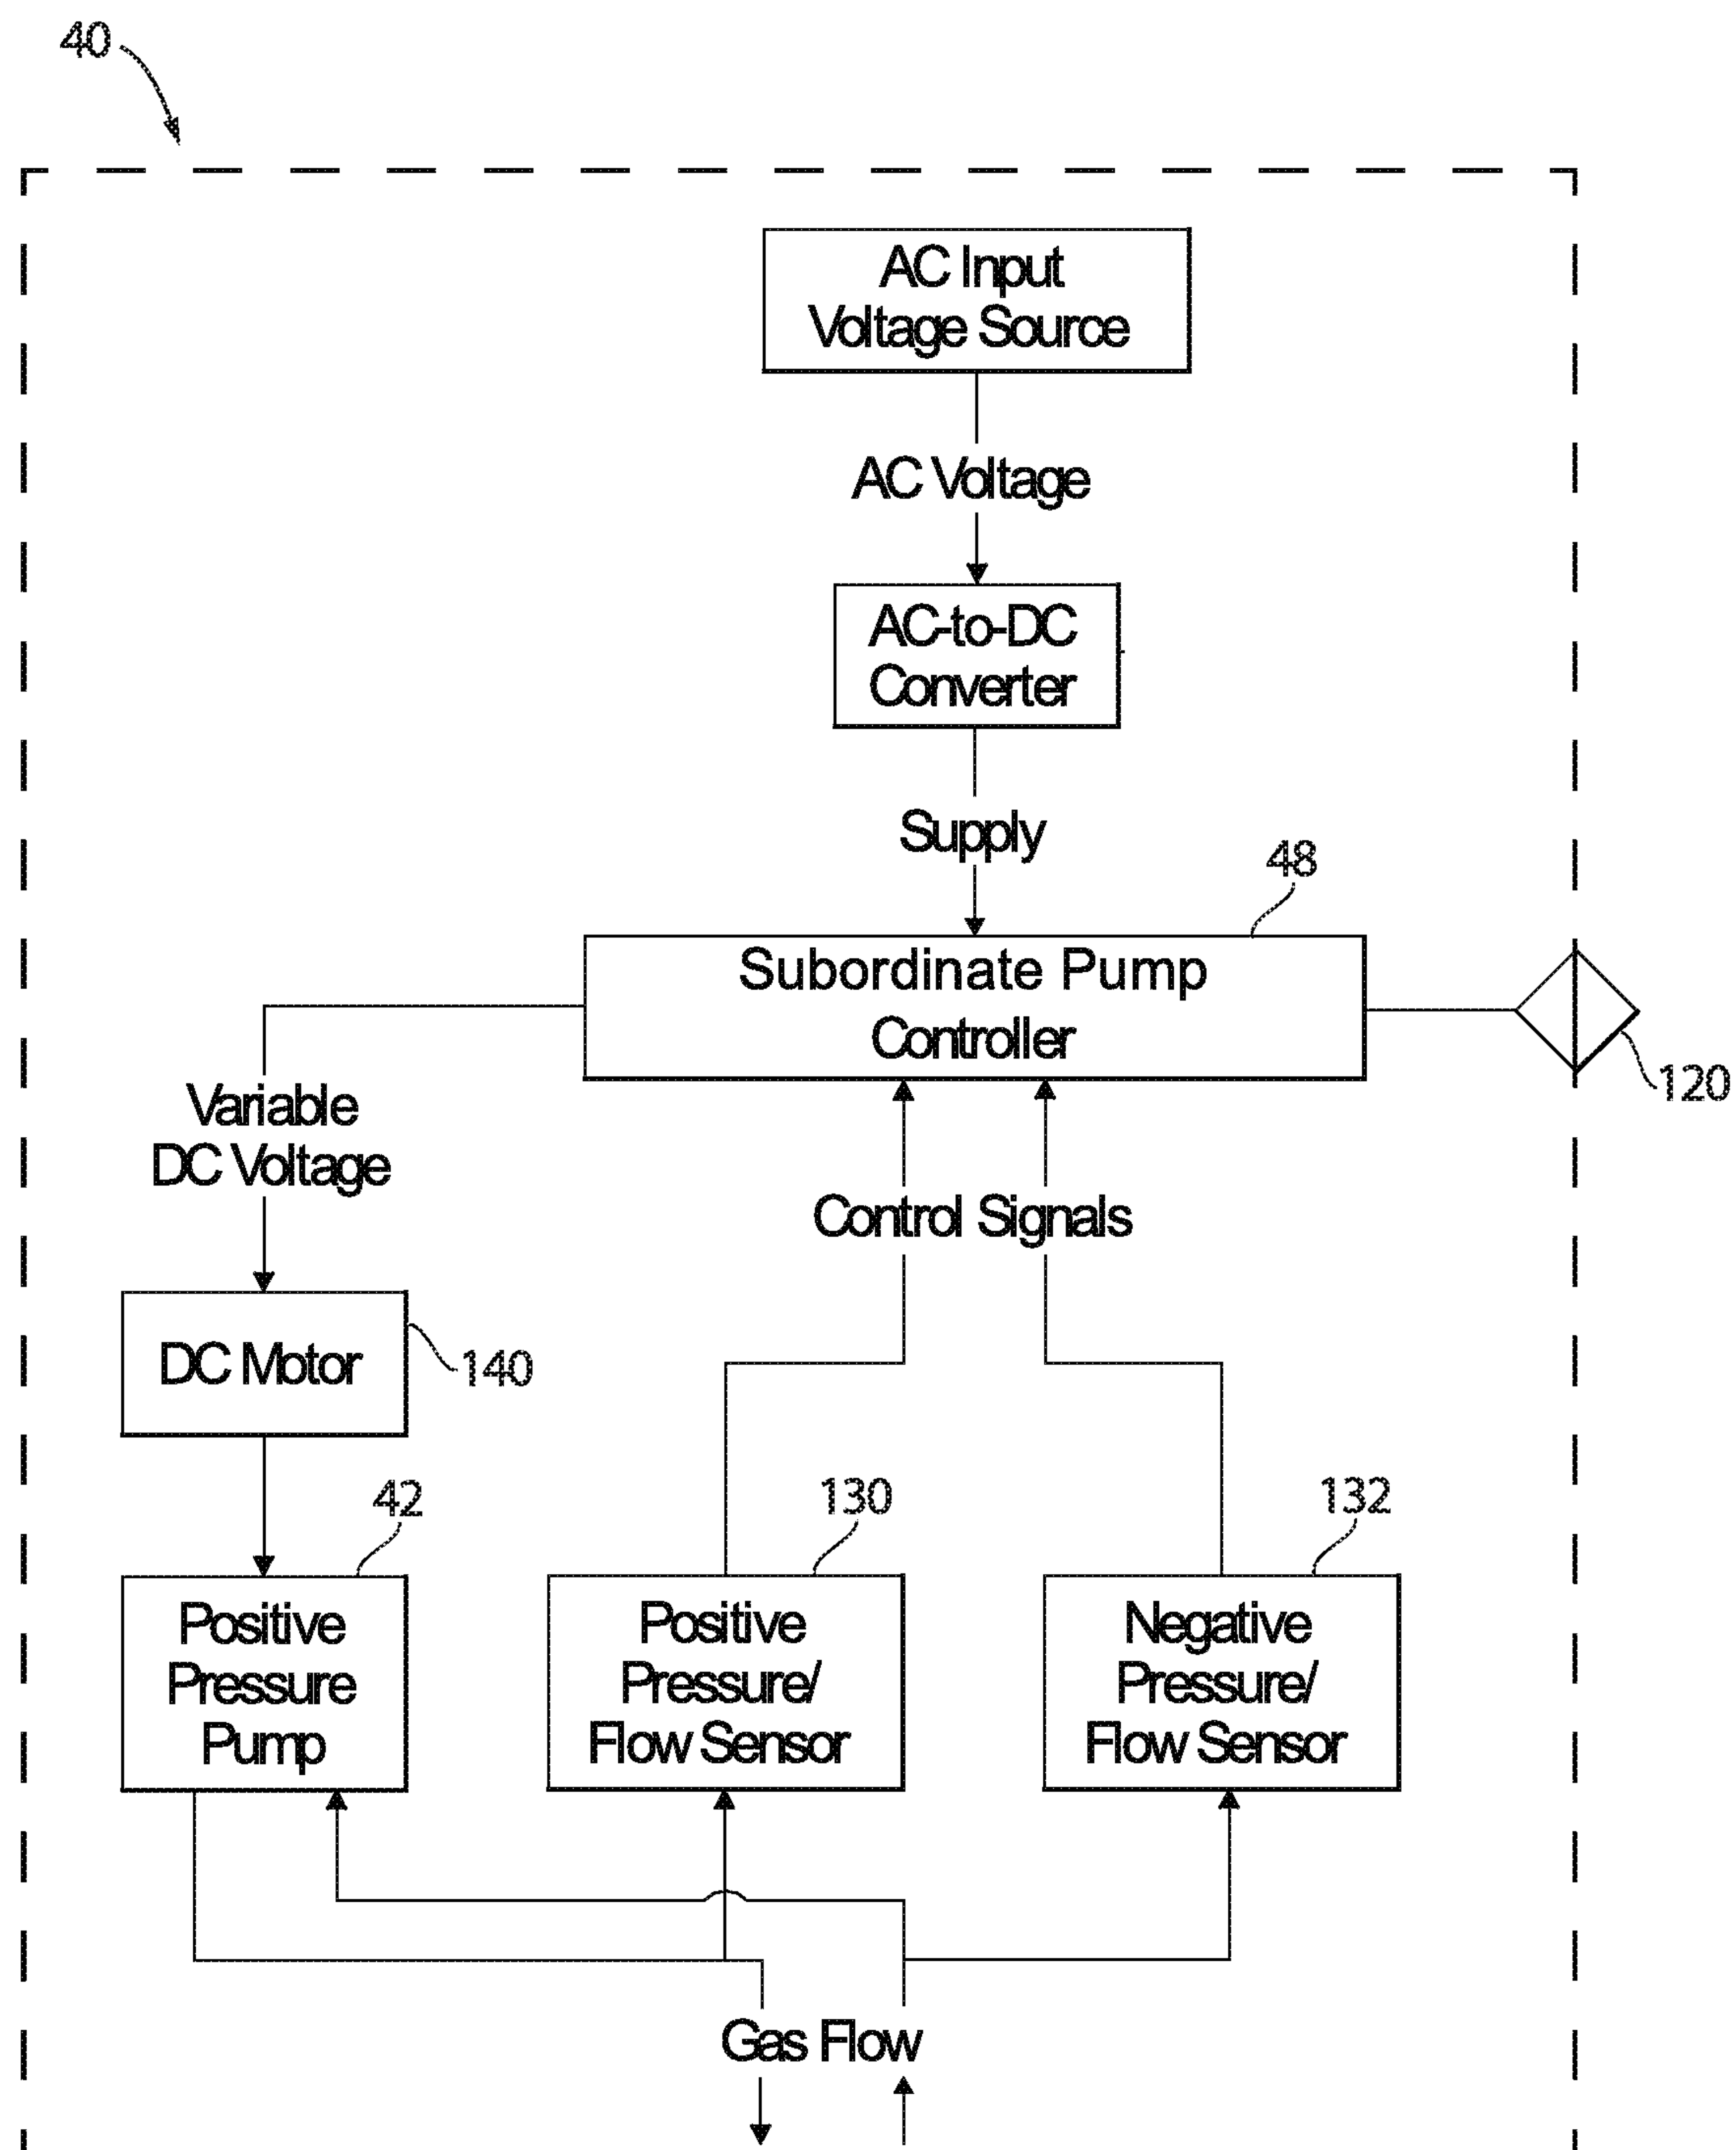 40
AC Input
Voltage Source
AC Voltage
AC-to-DC
Converter
Supply
48
Subordinate Pump
Controller
120
Variable
DC Voltage
Control Signals
DC Motor
140
42
130
132
Positive
Pressure
Pump
Positive
Pressure/
Flow Sensor
Negative
Pressure/
Flow Sensor
Gas Flow